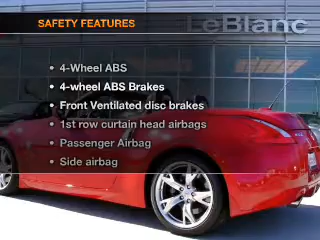 SAFETY FEATURES
LeBlanc
• 4-Wheel ABS
• 4-wheel ABS Brakes
• Front Ventilated disc brakes
• 1st row curtain head airbags
• Passenger Airbag
• Side airbag